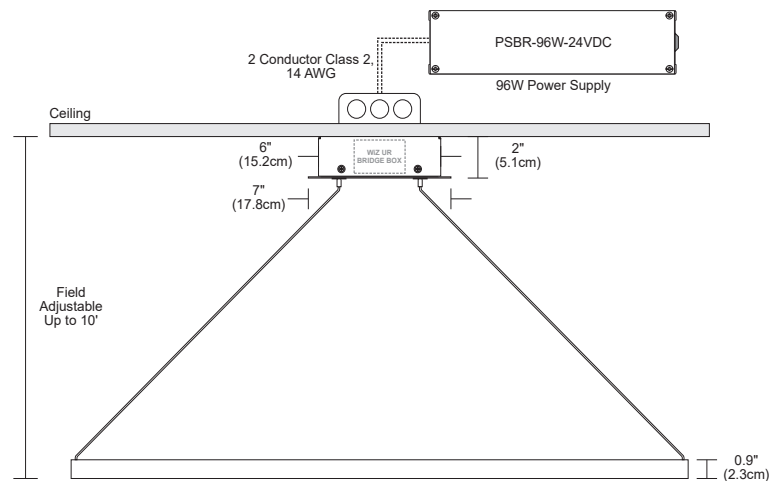 PSBR-96W-24VDC
2 Conductor Class 2,
14 AWG
96W Power Supply
Ceiling
6"
(15.2cm)
WiZ UR
BRIDGE BOX
2"
(5.1cm)
7"
(17.8cm)
Field
Adjustable
Up to 10'
0.9"
(2.3cm)